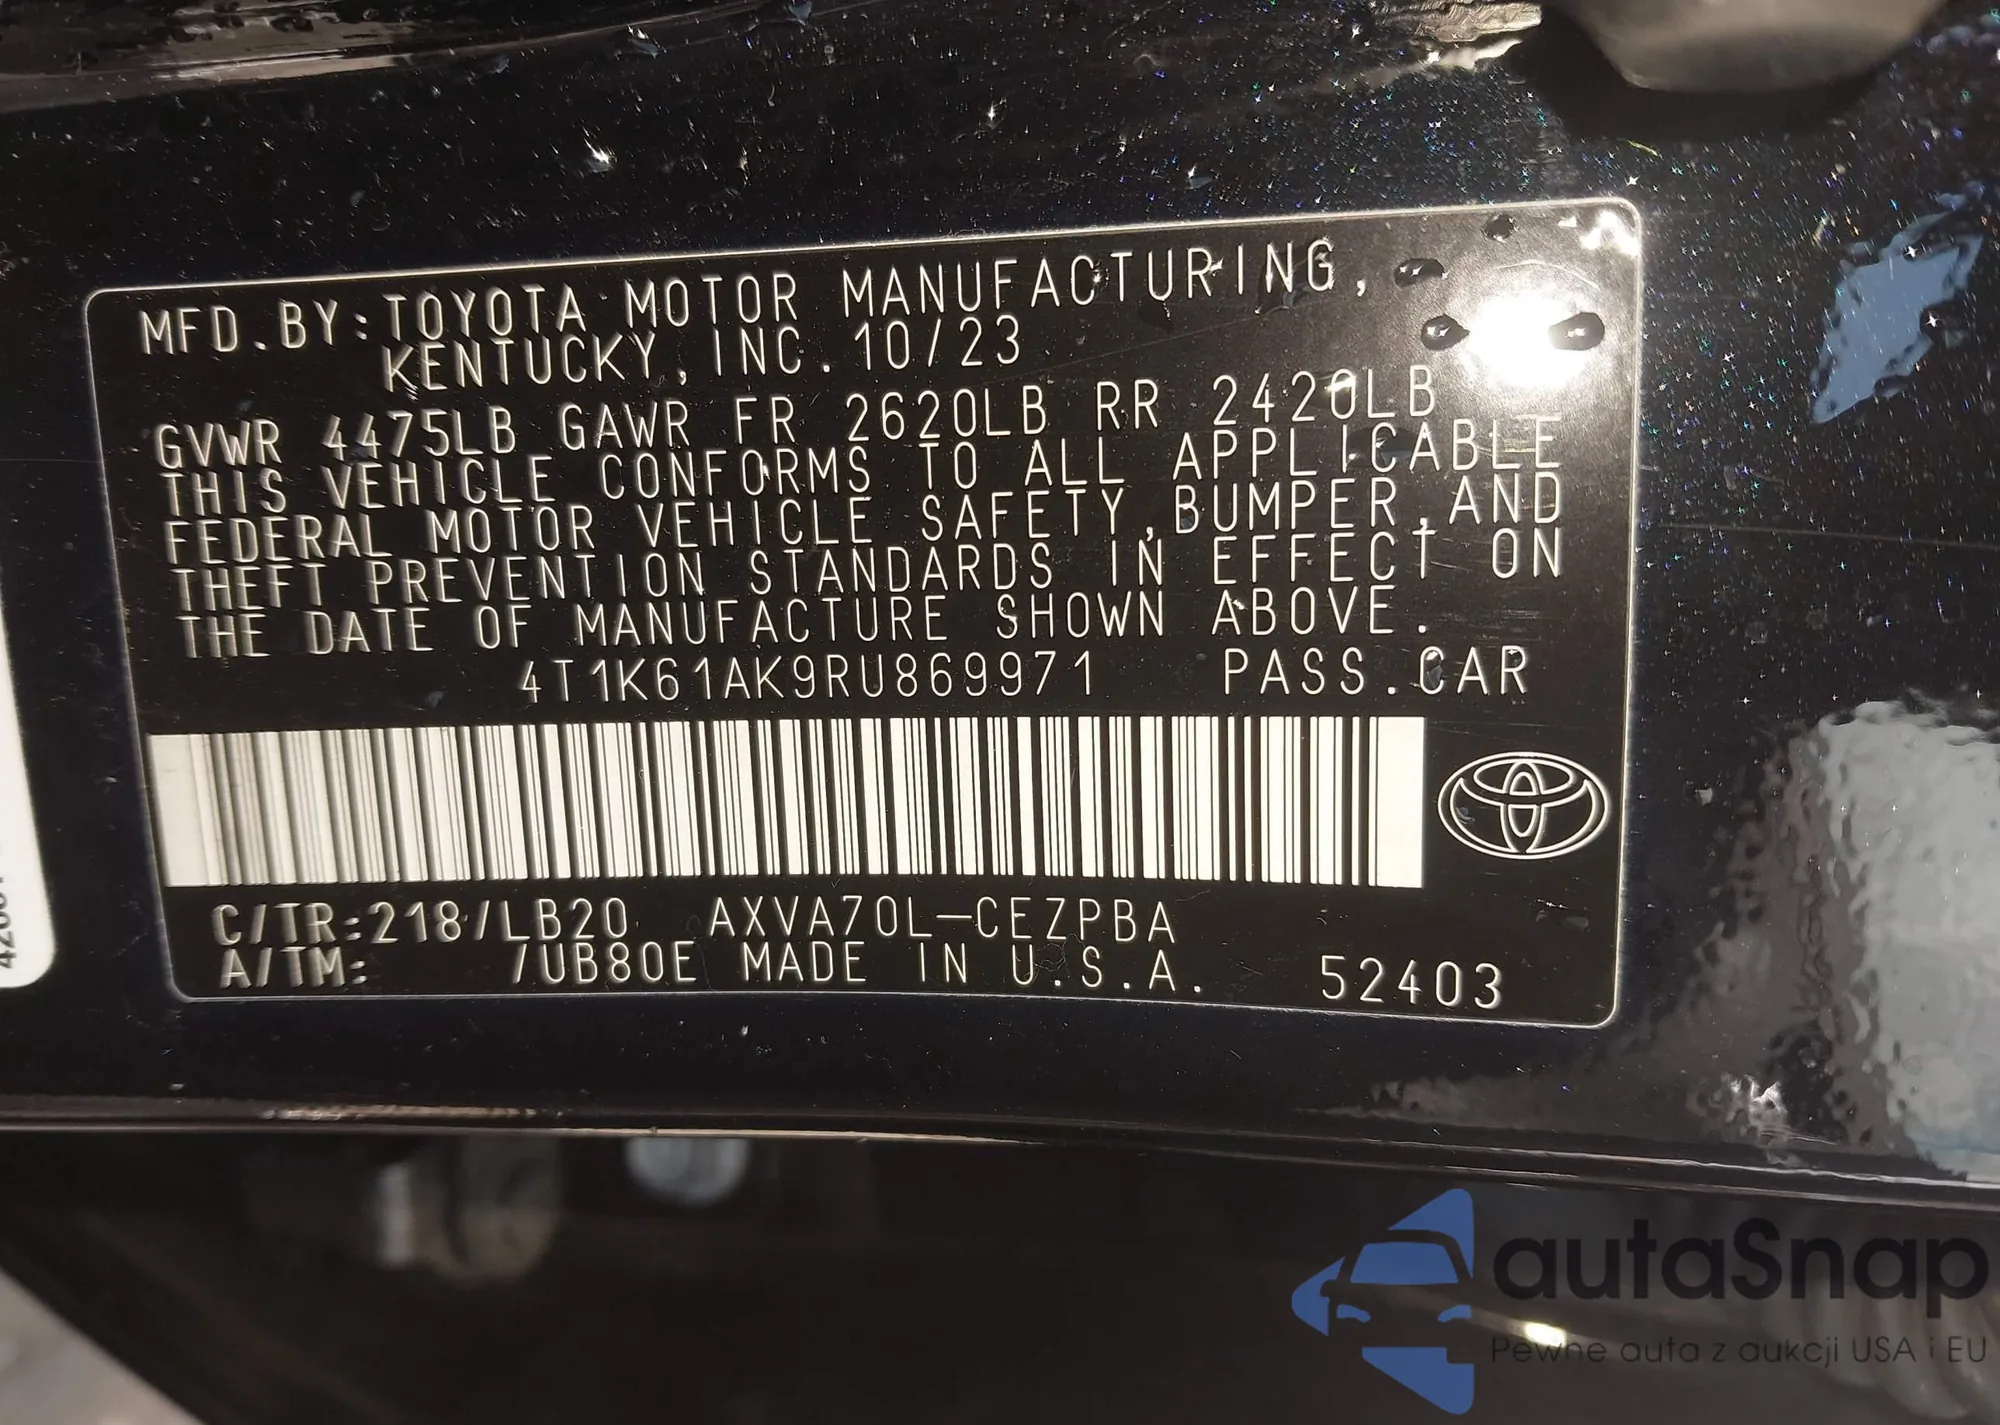 MFD.BY:TOYOTA MOTOR MANUFACTURING,
KENTUCKY, INC. 10/23
GVWR 4475LB GAWR FR 2620LB RR 2420LB
THIS VEHICLE CONFORMS TO ALL APPLICABLE
FEDERAL MOTOR VEHICLE SAFETY,BUMPER,AND
THEFT PREVENTION STANDARDS IN EFFECT ON
THE DATE OF MANUFACTURE SHOWN ABOVE.
4T1K61AK9RU869971 PASS.CAR
C/TR:218/LB20 AXVA70L-CEZPBA
A/TM: /UB80E MADE IN U.S.A. 52403
autaSnap
Pewne auta z aukcji USA i EU